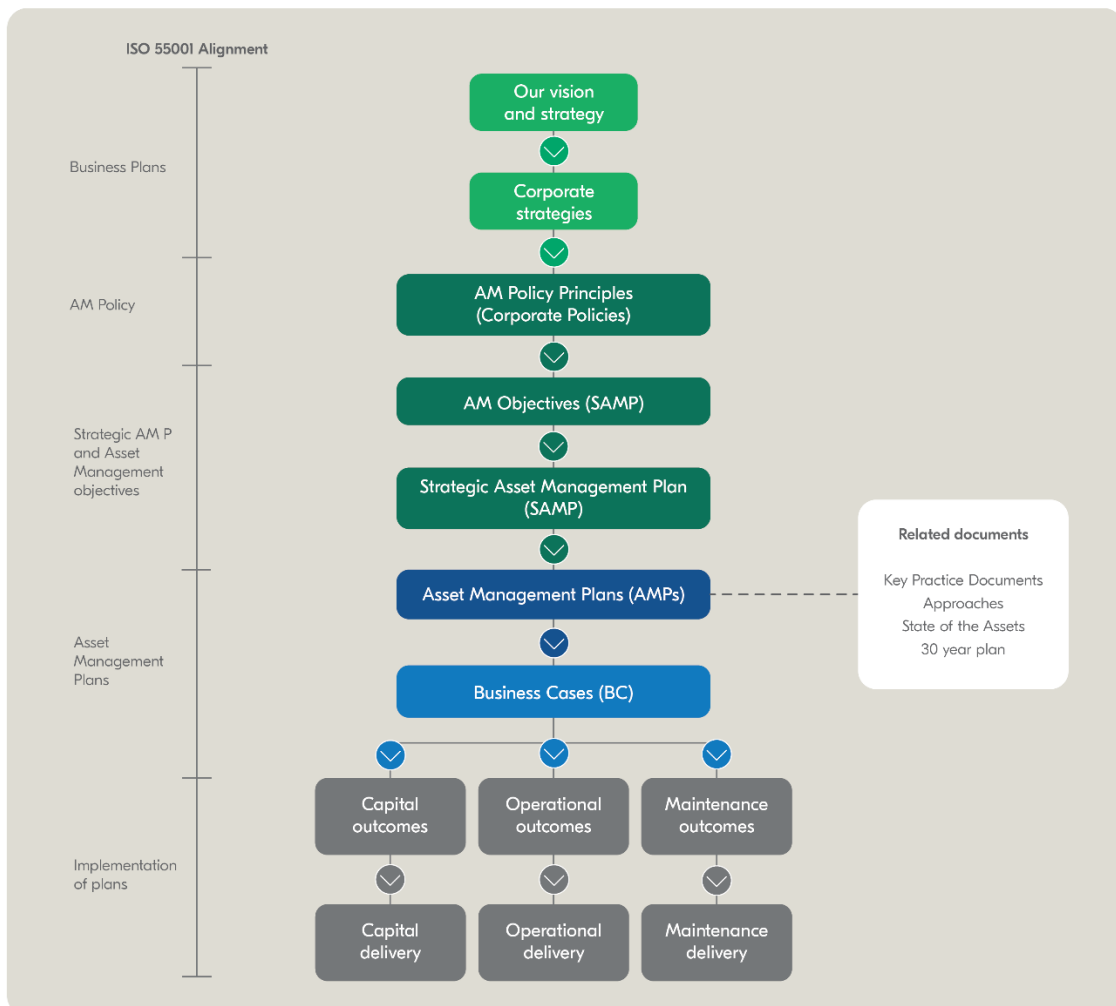 ISO 55001 Alignment
Our vision
and strategy
Business Plans
Corporate
strategies
AM Policy
AM Policy Principles
(Corporate Policies)
Strategic AM P
and Asset
Management
objectives
AM Objectives (SAMP)
Strategic Asset Management Plan
(SAMP)
Asset
Management
Plans
Asset Management Plans (AMPs)
Related documents
Key Practice Documents
Approaches
State of the Assets
30 year plan
Business Cases (BC)
Implementation
of plans
Capital
outcomes
Operational
outcomes
Maintenance
outcomes
Capital
delivery
Operational
delivery
Maintenance
delivery